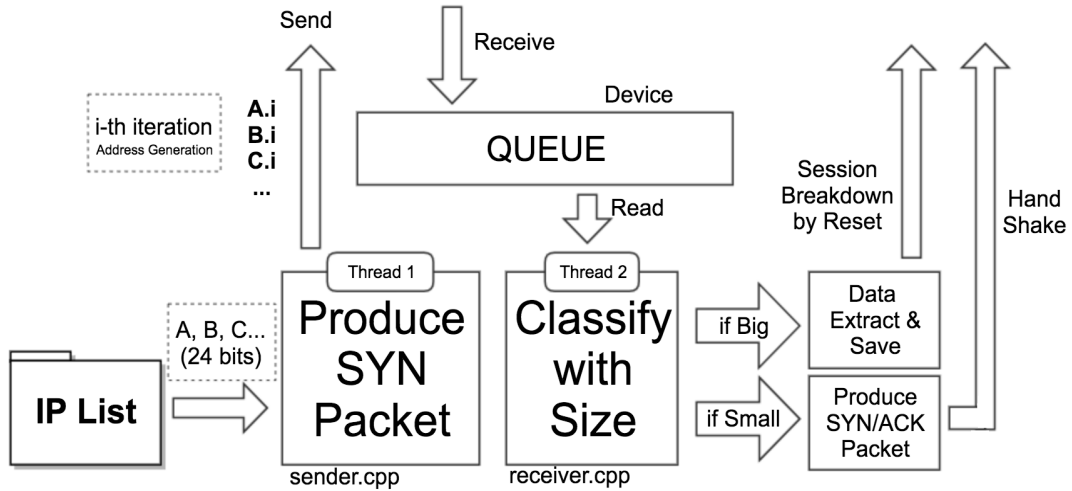 Send
Receive
Device
i-th iteration
Address Generation
A.i
B.i
C.i
...
QUEUE
Read
Session
Breakdown
by Reset
Hand
Shake
IP List
A, B, C...
(24 bits)
Thread 1
Produce
SYN
Packet
sender.cpp
Thread 2
Classify
with
Size
receiver.cpp
if Big
Data
Extract &
Save
if Small
Produce
SYN/ACK
Packet